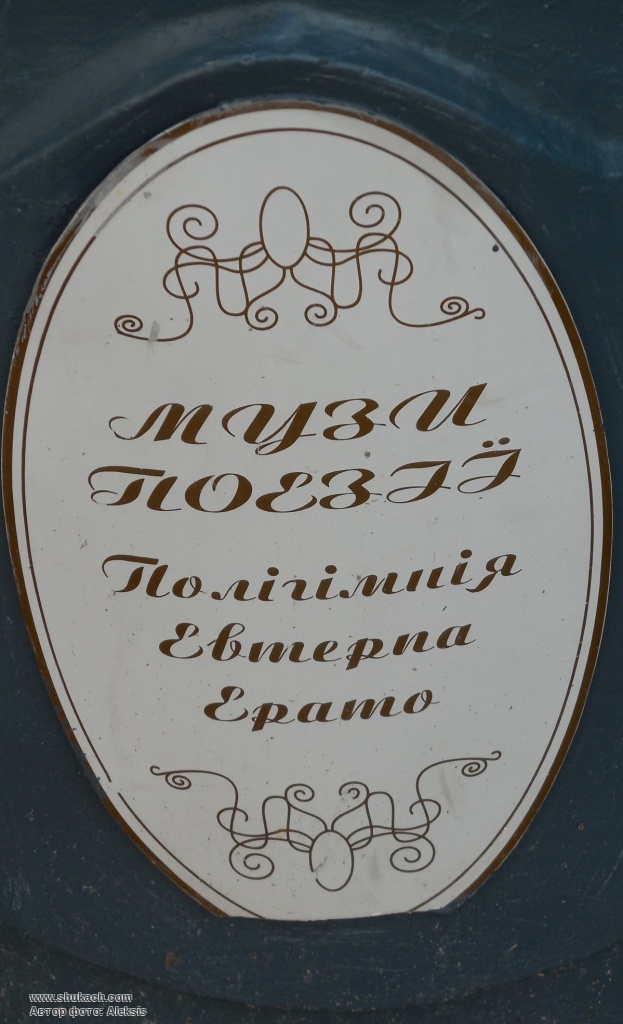 МУЗИ
ПОЕЗІЇ
Полігімнія
Евтерпа
Ерато
www.shukach.com
Автор фото: Aleksis